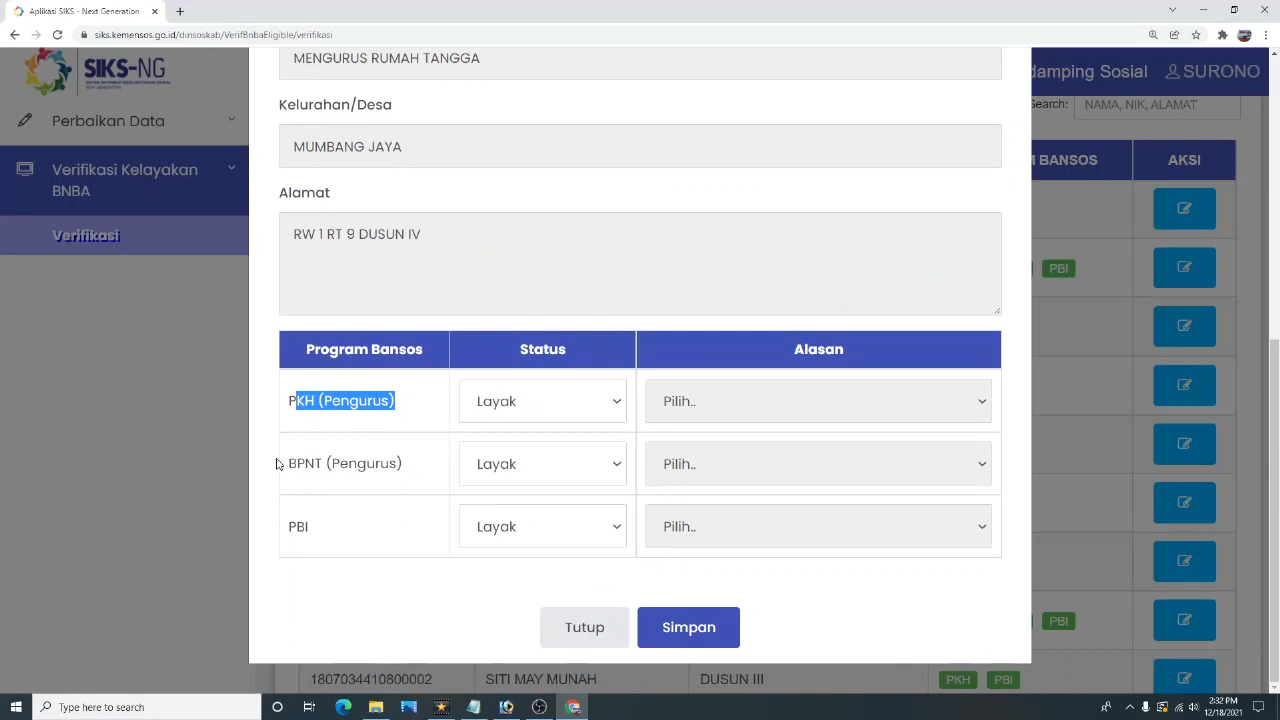 Aplikasi SIKS - Next Generation
siks.kemensos.go.id/dinsoskab/VerifBnbaEligible/verifikasi
SIKS-NG
damping Sosial
SURONO
Perbaikan Data
Verifikasi Kelayakan
BNBA
Verifikasi
MENGURUS RUMAH TANGGA
Kelurahan/Desa
MUMBANG JAYA
Alamat
RW 1 RT 9 DUSUN IV
Program Bansos Status Alasan
PKH (Pengurus) Layak Pilih..
BPNT (Pengurus) Layak Pilih..
PBI Layak Pilih..
Tutup Simpan
Search: NAMA, NIK, ALAMAT
BANSOS AKSI
PBI
PBI
1807034410800002 SITI MAY MUNAH DUSUN III PKH PBI
Type here to search
2:32 PM
12/18/2021